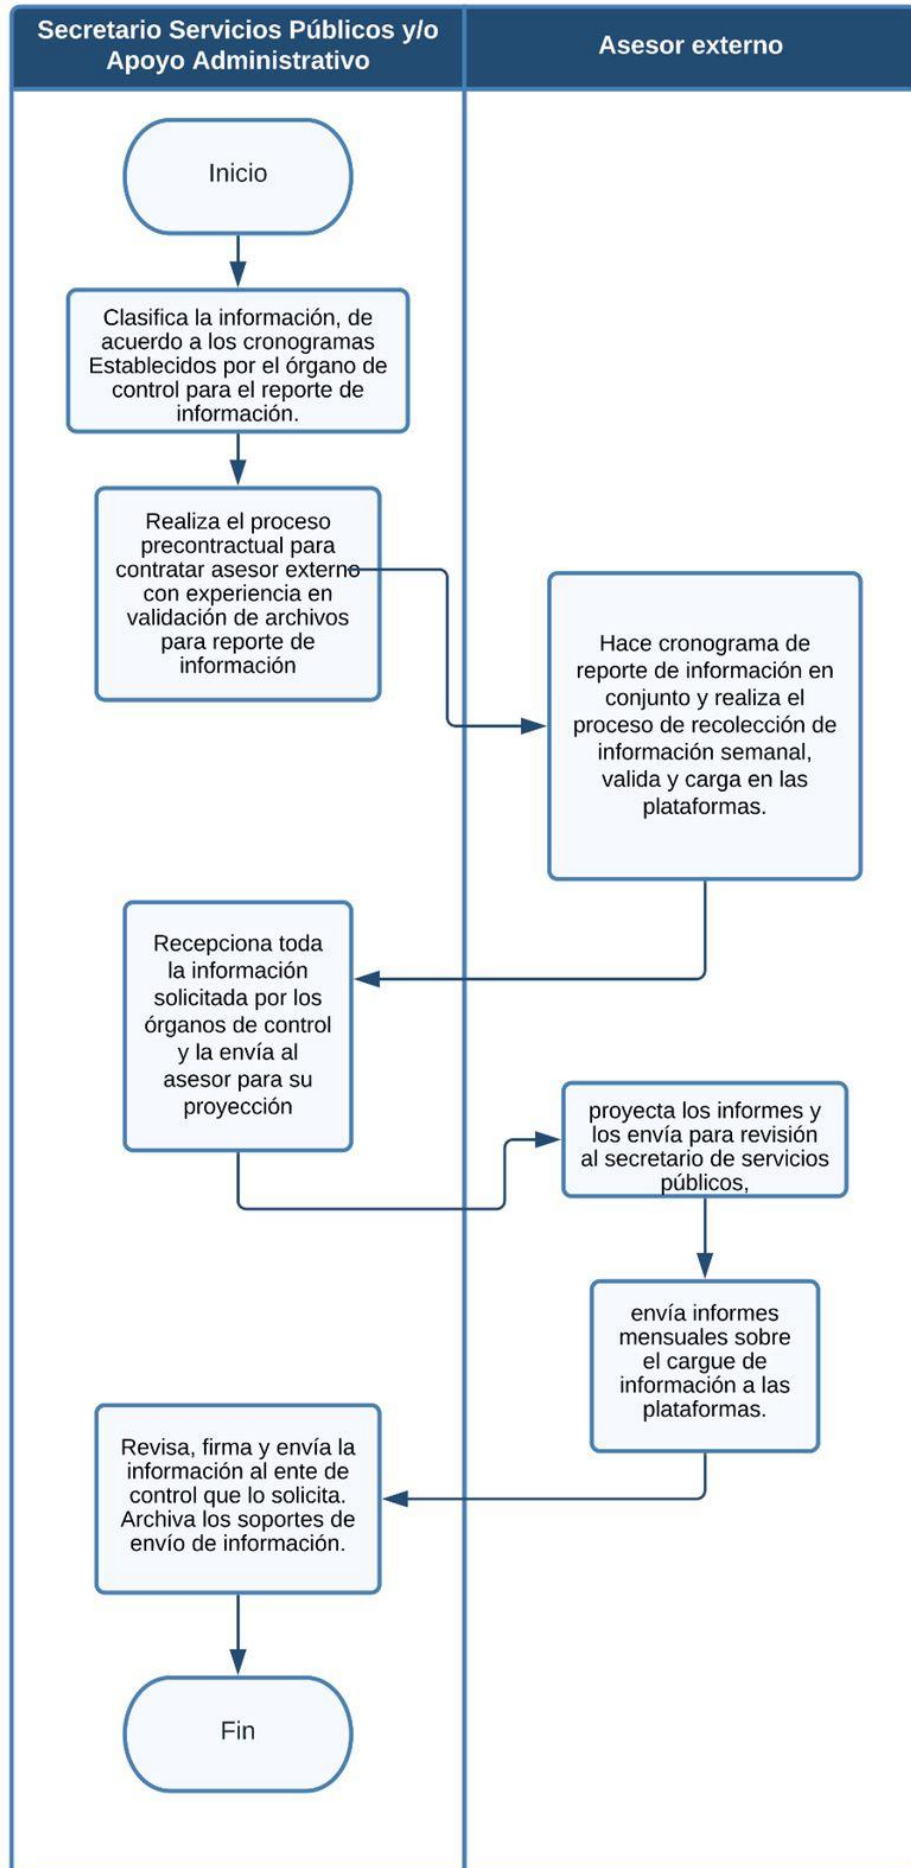 Secretario Servicios Públicos y/o
Apoyo Administrativo
Asesor externo
Inicio
Clasifica la información, de
acuerdo a los cronogramas
Establecidos por el órgano de
control para el reporte de
información.
Realiza el proceso
precontractual para
contratar asesor externo
con experiencia en
validación de archivos
para reporte de
información
Hace cronograma de
reporte de información en
conjunto y realiza el
proceso de recolección de
información semanal,
valida y carga en las
plataformas.
Recepciona toda
la información
solicitada por los
órganos de control
y la envía al
asesor para su
proyección
proyecta los informes y
los envía para revisión
al secretario de servicios
públicos,
envía informes
mensuales sobre
el cargue de
información a las
plataformas.
Revisa, firma y envía la
información al ente de
control que lo solicita.
Archiva los soportes de
envío de información.
Fin